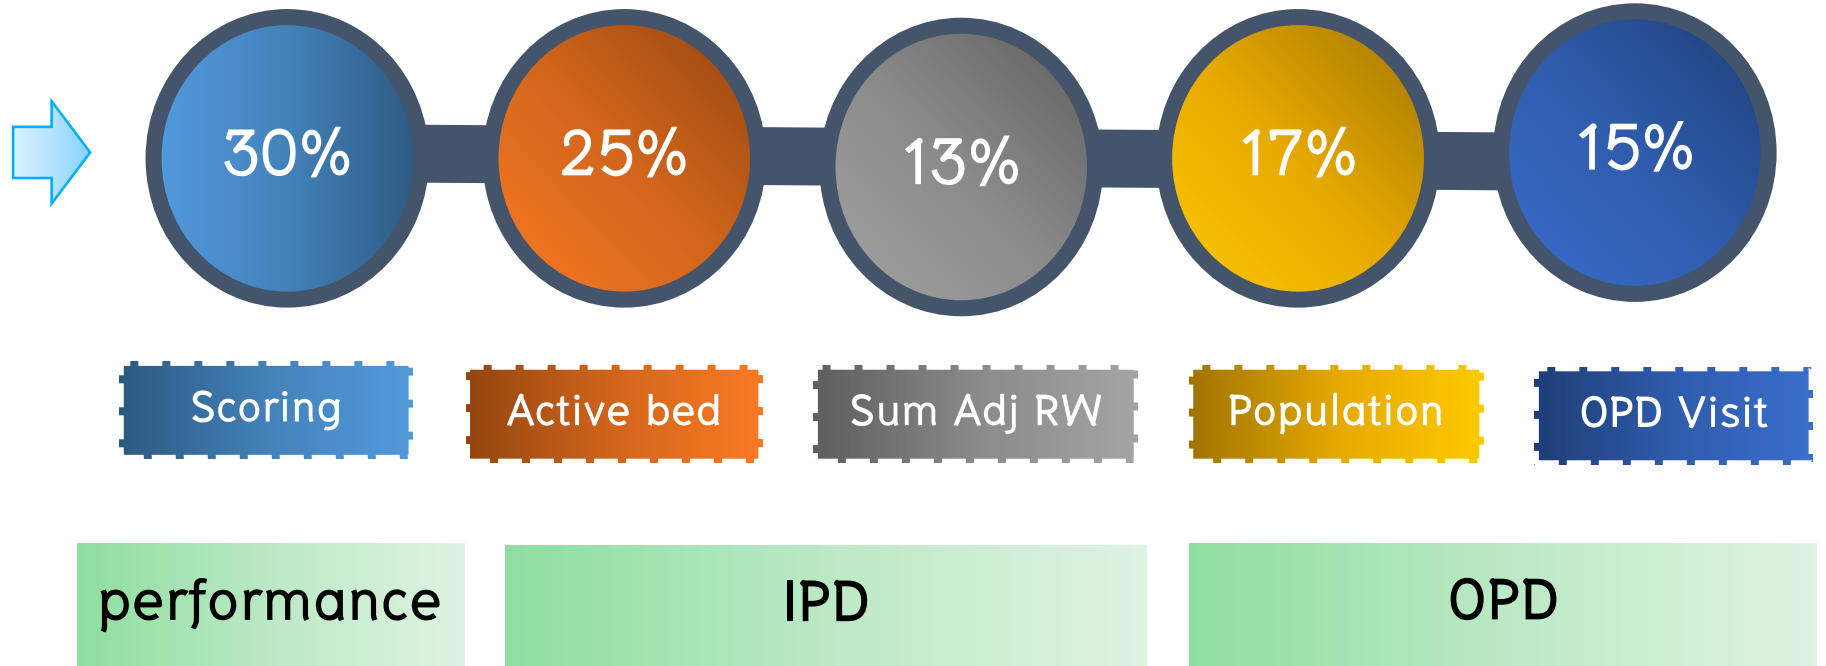 30%
25%
13%
17%
15%
Scoring
Active bed
Sum Adj RW
Population
OPD Visit
performance
IPD
OPD